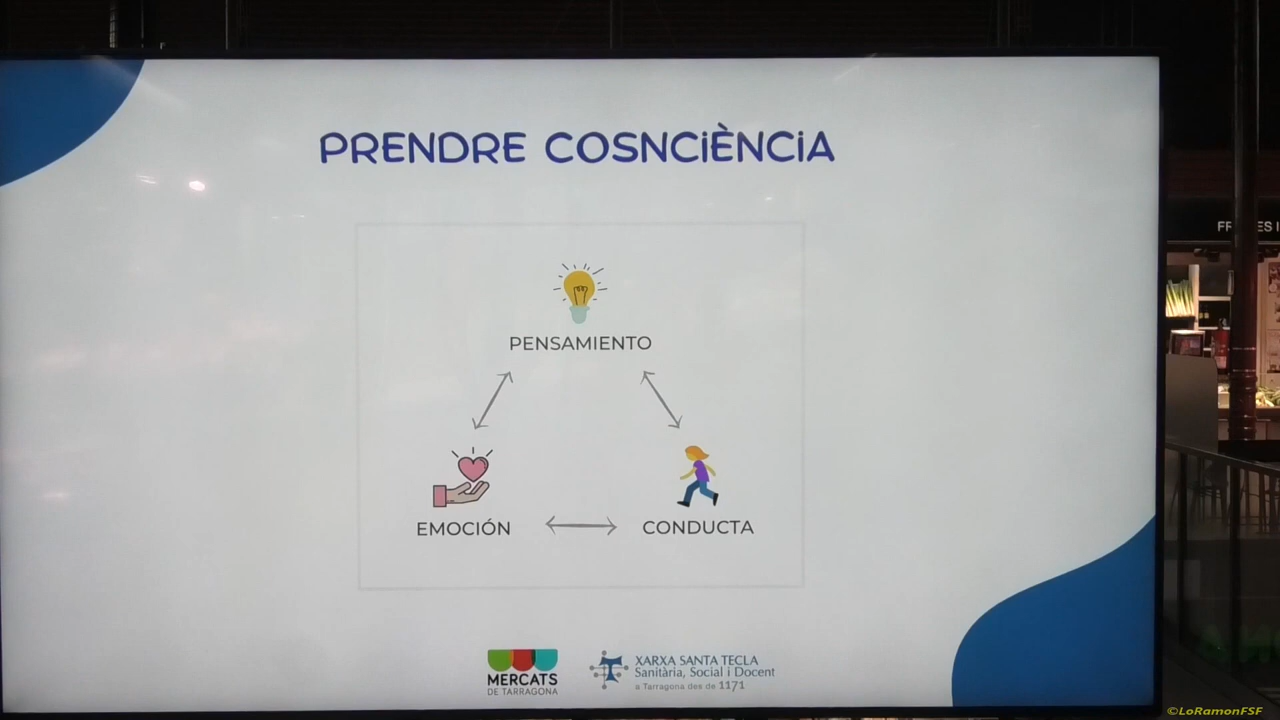 PRENDRE COSNCIÈNCIA
PENSAMIENTO
EMOCIÓN
CONDUCTA
MERCATS
DE TARRAGONA
XARXA SANTA TECLA
Sanitària, Social i Docent
a Tarragona des de 1171
©LoRamonFSF